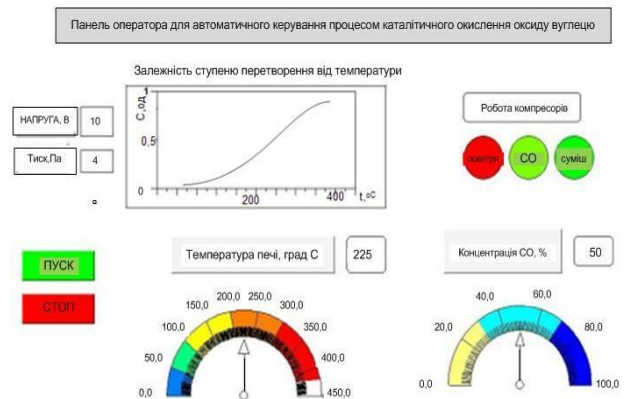 Панель оператора для автоматичного керування процесом каталітичного окислення оксиду вуглецю
Залежність ступеню перетворення від температури
НАПРУГА, В
10
Тиск,Па
4
С,од
1
0,5
0
200
400
t,ºС
Робота компресорів
повітря
СО
суміш
ПУСК
СТОП
Температура печі, град С
225
Концентрація СО, %
50
0,0
50,0
100,0
150,0
200,0
250,0
300,0
350,0
400,0
450,0
0,0
20,0
40,0
60,0
80,0
100,0